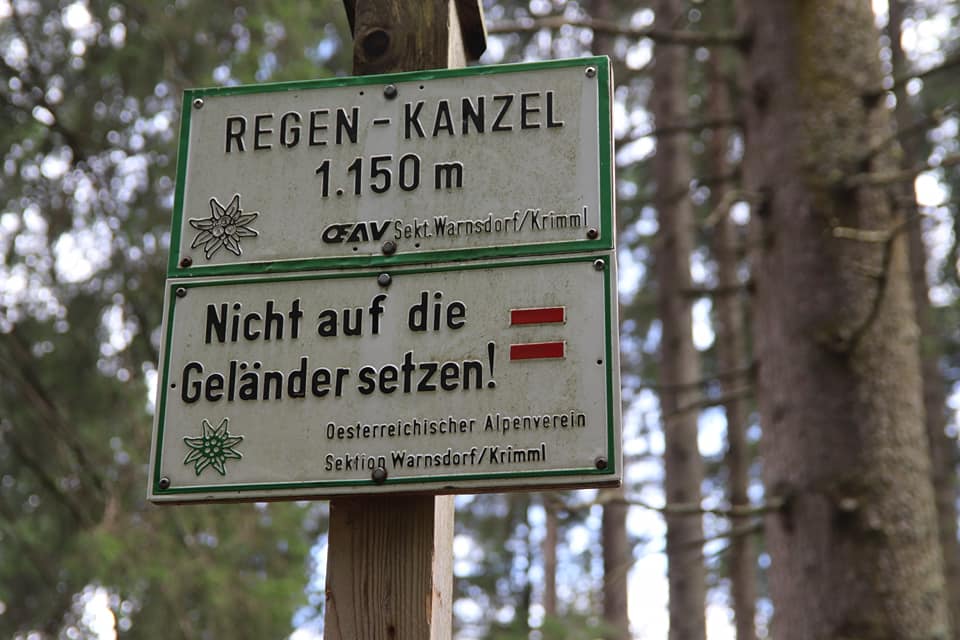 REGEN - KANZEL
1.150 m
OEAV Sekt. Warnsdorf/Krimml
Nicht auf die
Geländer setzen!
Oesterreichischer Alpenverein
Sektion Warnsdorf/Krimml